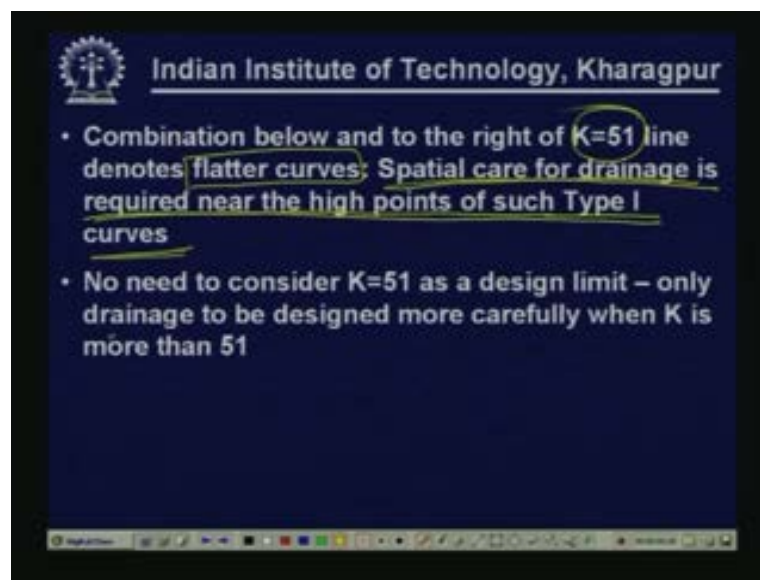 Indian Institute of Technology, Kharagpur
• Combination below and to the right of K=51 line
denotes flatter curves; Spatial care for drainage is
required near the high points of such Type I
curves
• No need to consider K=51 as a design limit – only
drainage to be designed more carefully when K is
more than 51